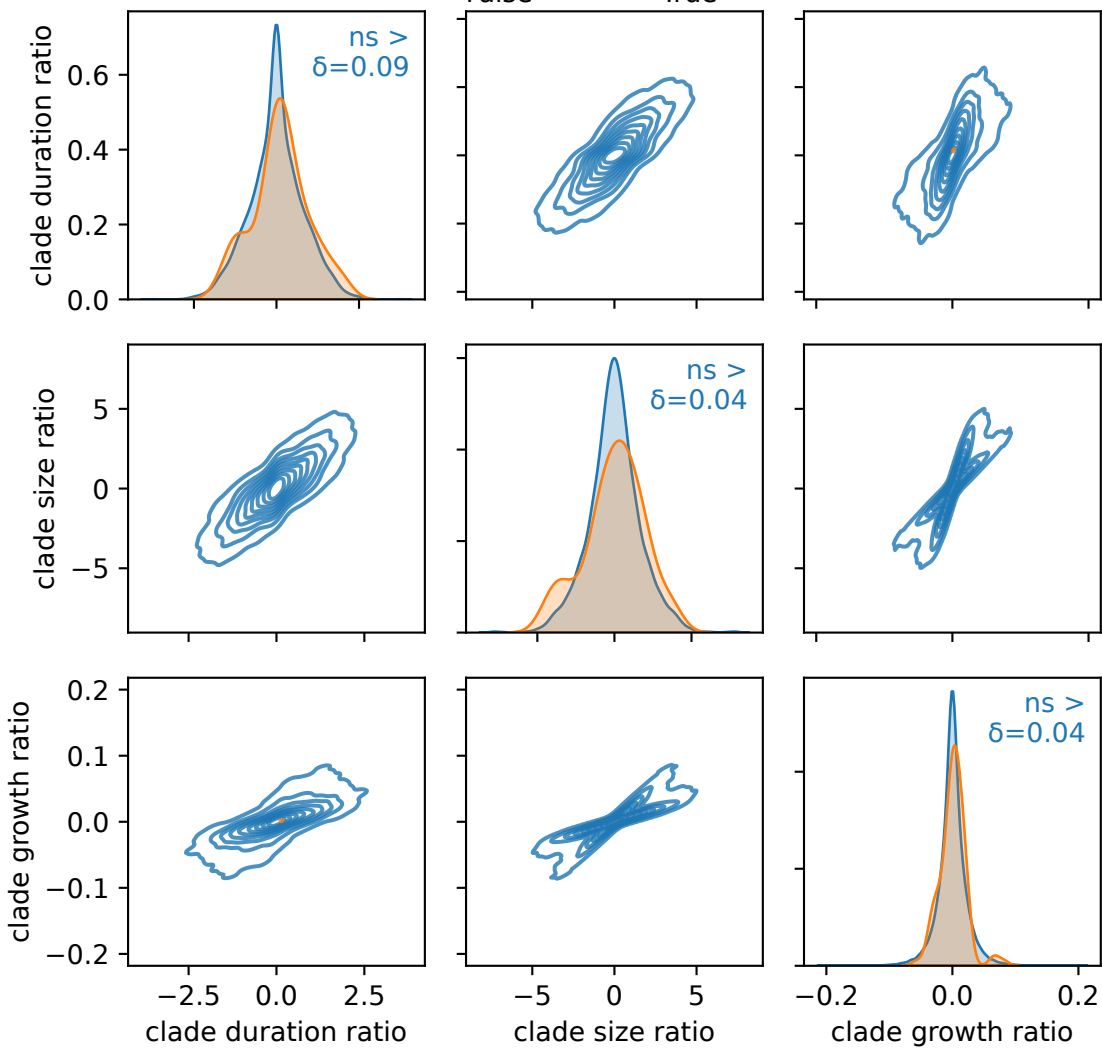 clade duration ratio
0.6
0.4
0.2
0.0
ns >
δ=0.09
clade size ratio
5
0
−5
ns >
δ=0.04
clade growth ratio
0.2
0.1
0.0
−0.1
−0.2
ns >
δ=0.04
−2.5 0.0 2.5
−5 0 5
−0.2 0.0 0.2
clade duration ratio
clade size ratio
clade growth ratio